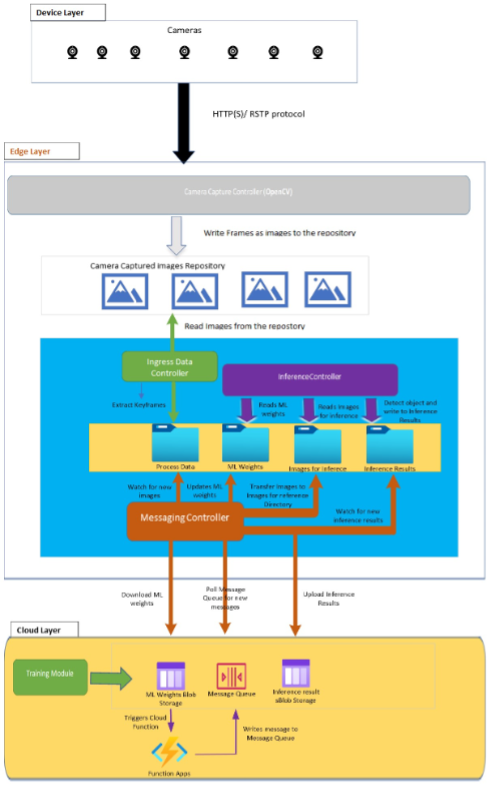 Device Layer
Cameras
HTTP(S)/ RSTP protocol
Edge Layer
Camera Capture Controller (OpenCV)
Write Frames as images to the repository
Camera Captured Images Repository
Read Images from the repostory
Ingress Data
Controller
InferenceController
Extract Keyframes
Reads ML
weights
Reads images
for inference
Detect object and
write to Inference
Results
Process Data
ML Weights
Images for Inferece
Inference Results
Watch for new
images
Updates ML
weights
Transfer images to
Images for reference
Directory
Watch for new
inference results
Messaging Controller
Download ML
weights
Poll Message
Queue for new
messages
Upload Inference
Results
Cloud Layer
Training Module
ML Weights Blob
Storage
Message Queue
Inference result
aBlob Storage
Triggers Cloud
Function
Writes message to
Message Queue
Function Apps